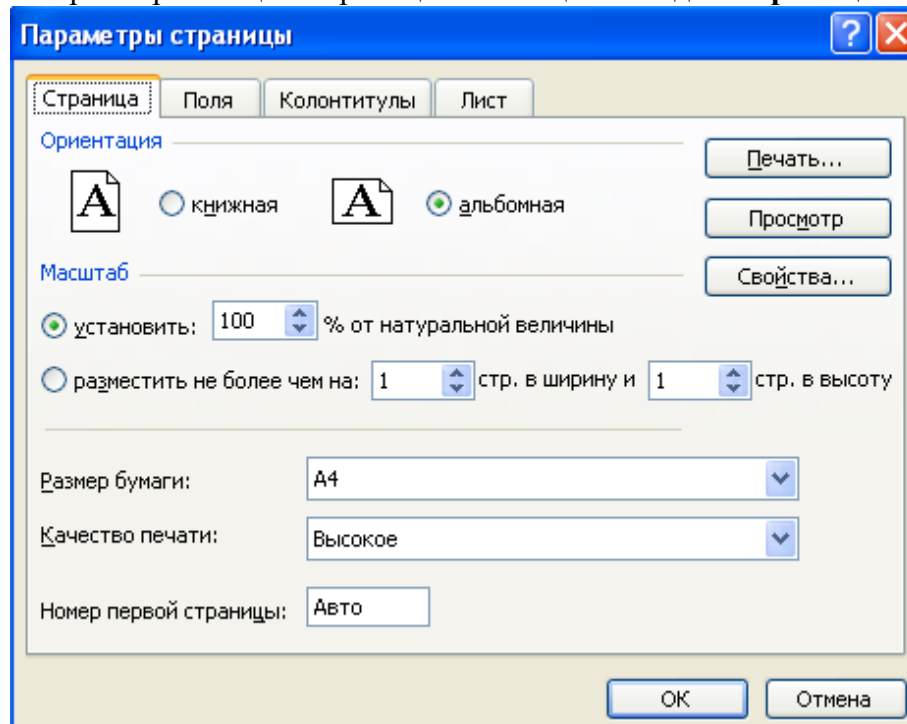 Параметры страницы
Страница Поля Колонтитулы Лист
Ориентация
Печать...
A книжная A альбомная
Просмотр
Масштаб
Свойства...
установить: 100 % от натуральной величины
разместить не более чем на: 1 стр. в ширину и 1 стр. в высоту
Размер бумаги: A4
Качество печати: Высокое
Номер первой страницы: Авто
ОК Отмена